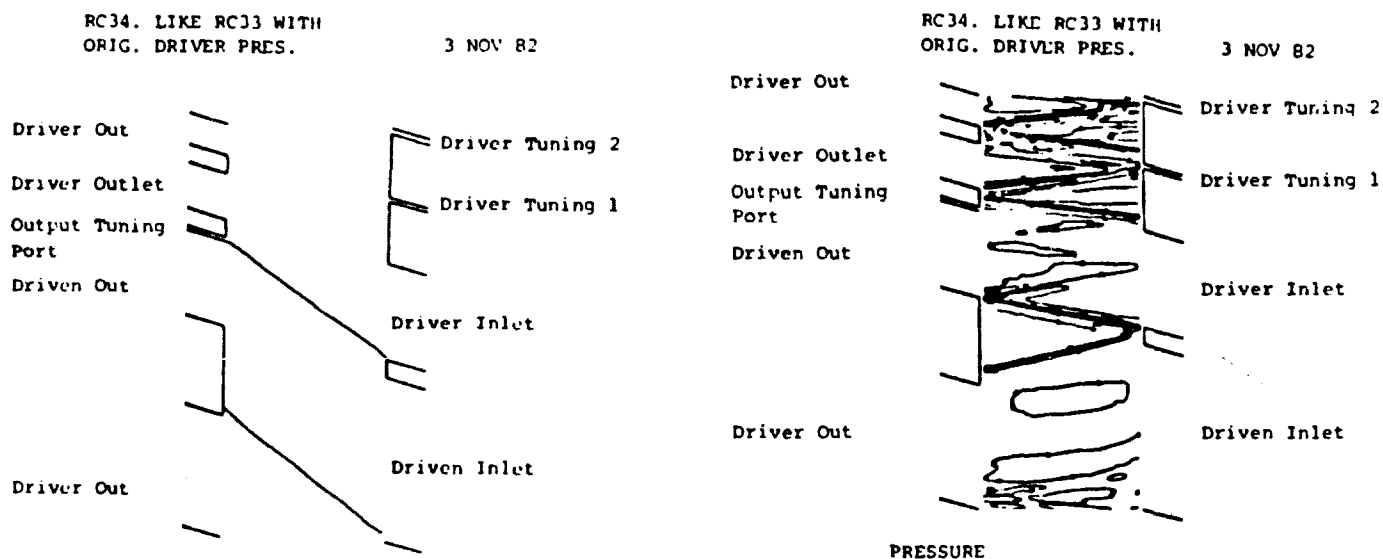 RC34. LIKE RC33 WITH
ORIG. DRIVER PRES.
3 NOV 82
Driver Out
Driver Outlet
Output Tuning
Port
Driven Out
Driver Out
Driver Tuning 2
Driver Tuning 1
Driver Inlet
Driven Inlet
RC34. LIKE RC33 WITH
ORIG. DRIVER PRES.
3 NOV 82
Driver Out
Driver Outlet
Output Tuning
Port
Driven Out
Driver Out
Driver Tuning 2
Driver Tuning 1
Driver Inlet
Driven Inlet
PRESSURE